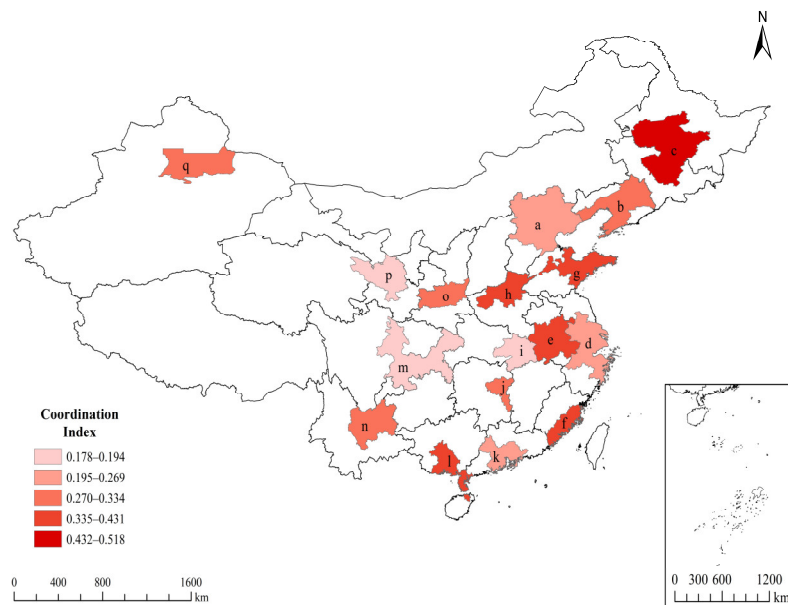 N
c
q
b
a
p
g
h
o
e
d
i
m
j
n
f
k
l
Coordination
Index
0.178–0.194
0.195–0.269
0.270–0.334
0.335–0.431
0.432–0.518
0 400 800 1200 1600
km
0 300 600 1200
km